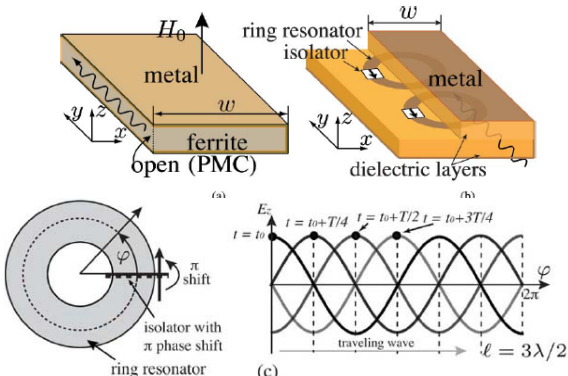 H₀
metal
w
z
y
x
ferrite
open (PMC)
(a)
w
ring resonator
isolator
metal
z
y
x
dielectric layers
(b)
φ
π
shift
isolator with
π phase shift
ring resonator
E_z
t = t₀
t = t₀+T/4
t = t₀+T/2
t = t₀+3T/4
φ
2π
traveling wave
ℓ = 3λ/2
(c)